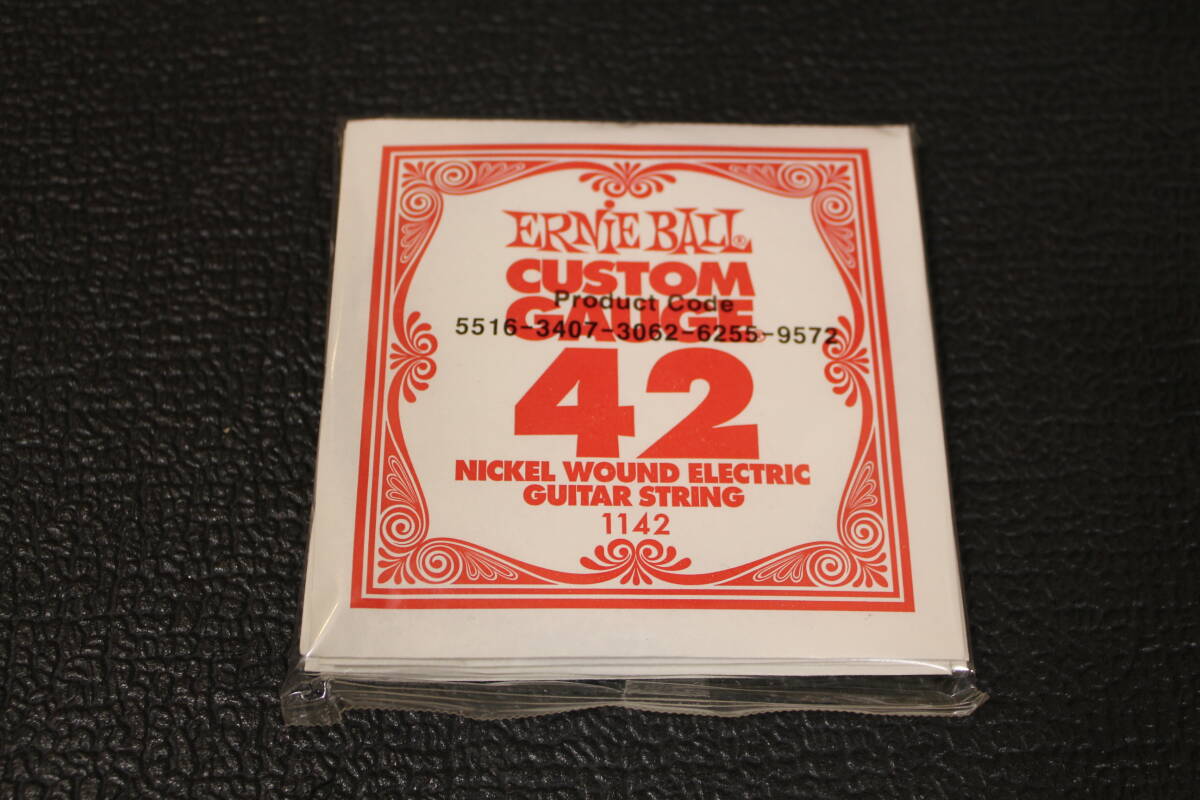 ERNIE BALL®
CUSTOM
Product Code
GAUGE®
5516-3407-3062-6255-9572
42
NICKEL WOUND ELECTRIC
GUITAR STRING
1142